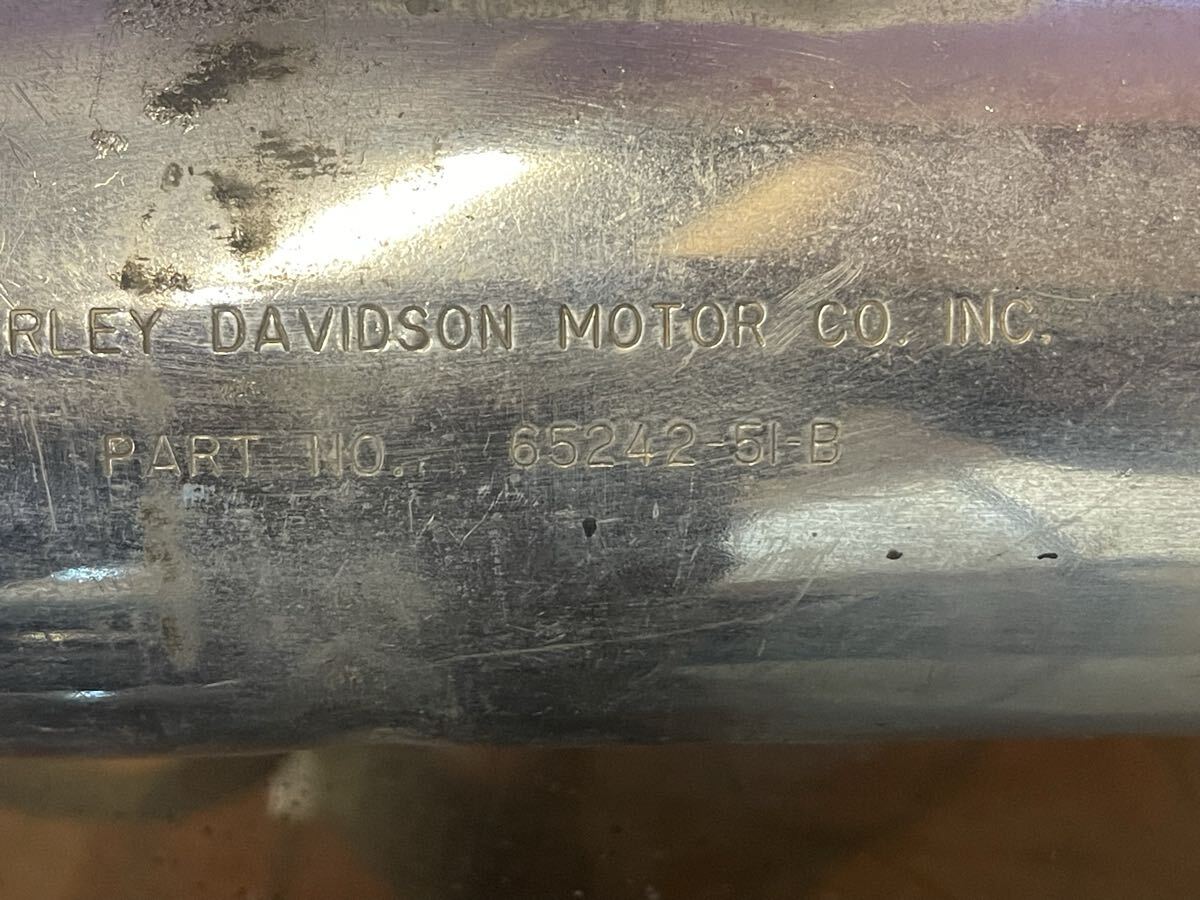 RLEY DAVIDSON MOTOR CO. INC.
PART NO. 65242-51-B